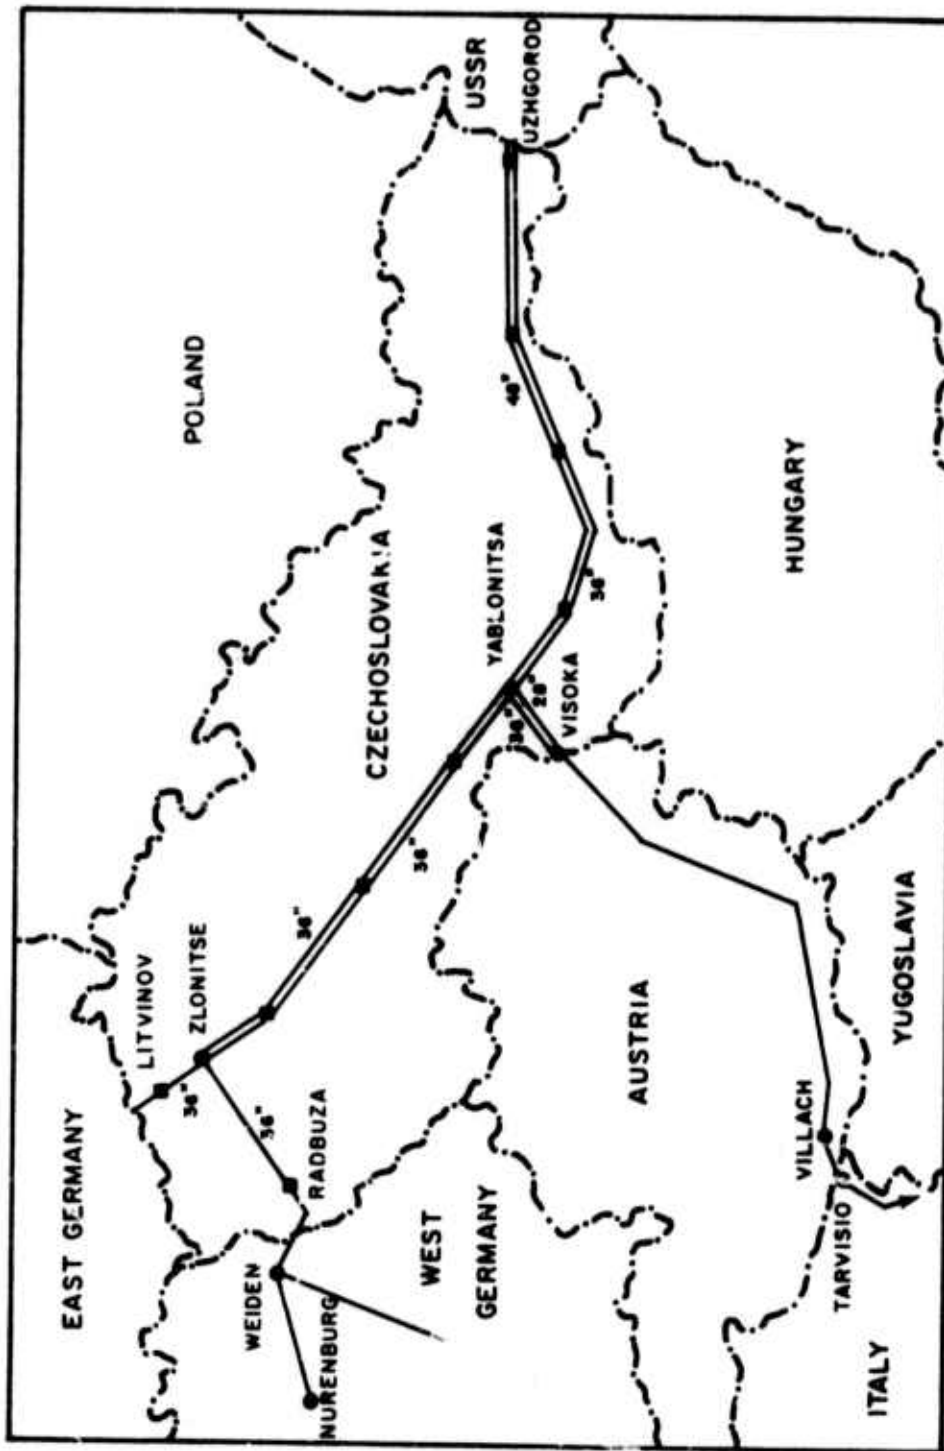 EAST GERMANY
LITVINOV
36"
POLAND
ZLONITSE
WEIDEN
36"
36"
RADBUZA
NURENBURG
CZECHOSLOVAKIA
36"
WEST
GERMANY
USSR
YABLONITSA
48"
36"
UZHGOROD
28"
VISOKA
36"
AUSTRIA
HUNGARY
VILLACH
TARVISIO
ITALY
YUGOSLAVIA